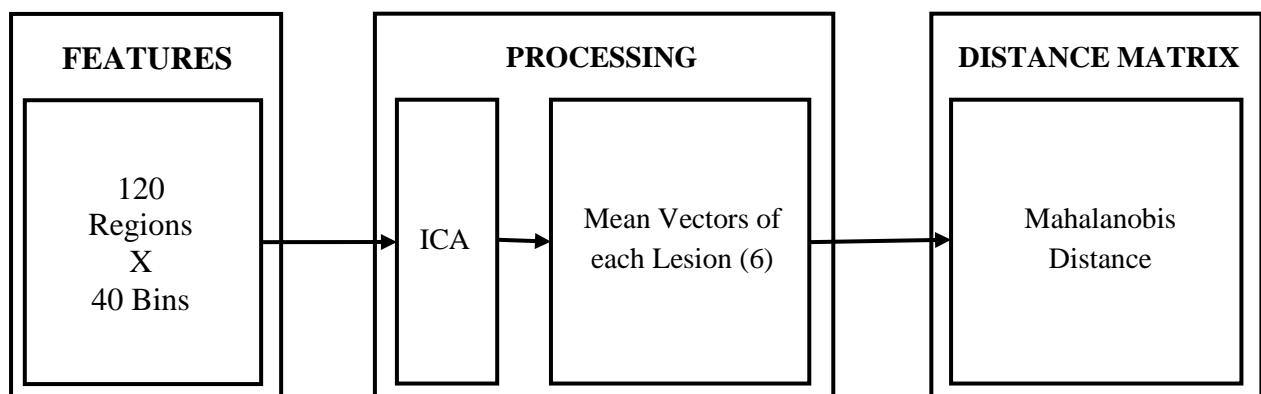 FEATURES
120
Regions
X
40 Bins
PROCESSING
ICA
Mean Vectors of
each Lesion (6)
DISTANCE MATRIX
Mahalanobis
Distance